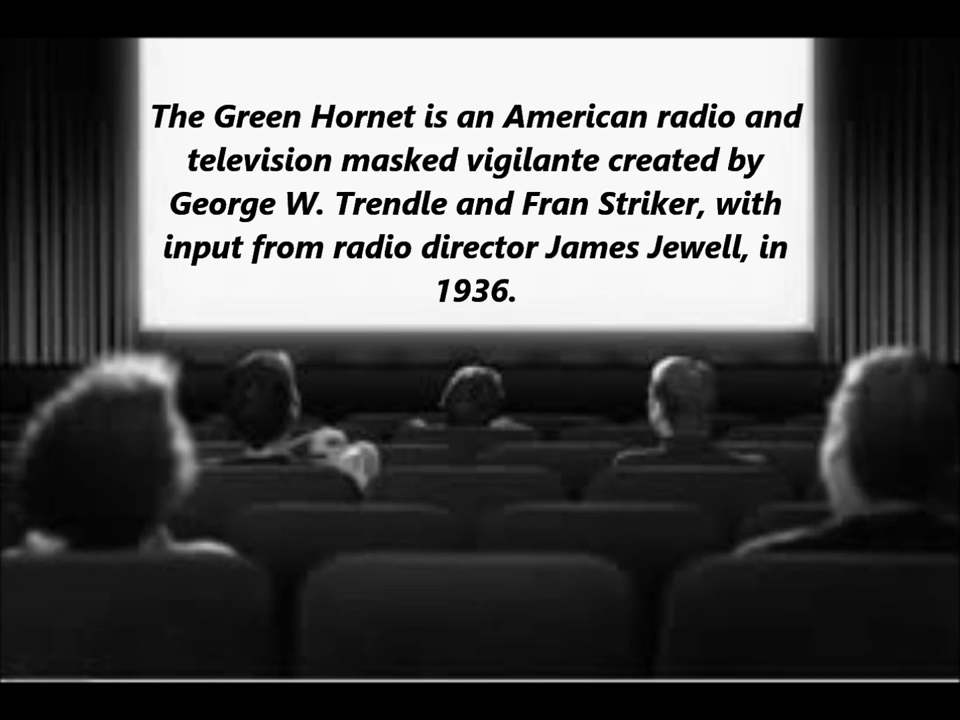 The Green Hornet is an American radio and
television masked vigilante created by
George W. Trendle and Fran Striker, with
input from radio director James Jewell, in
1936.